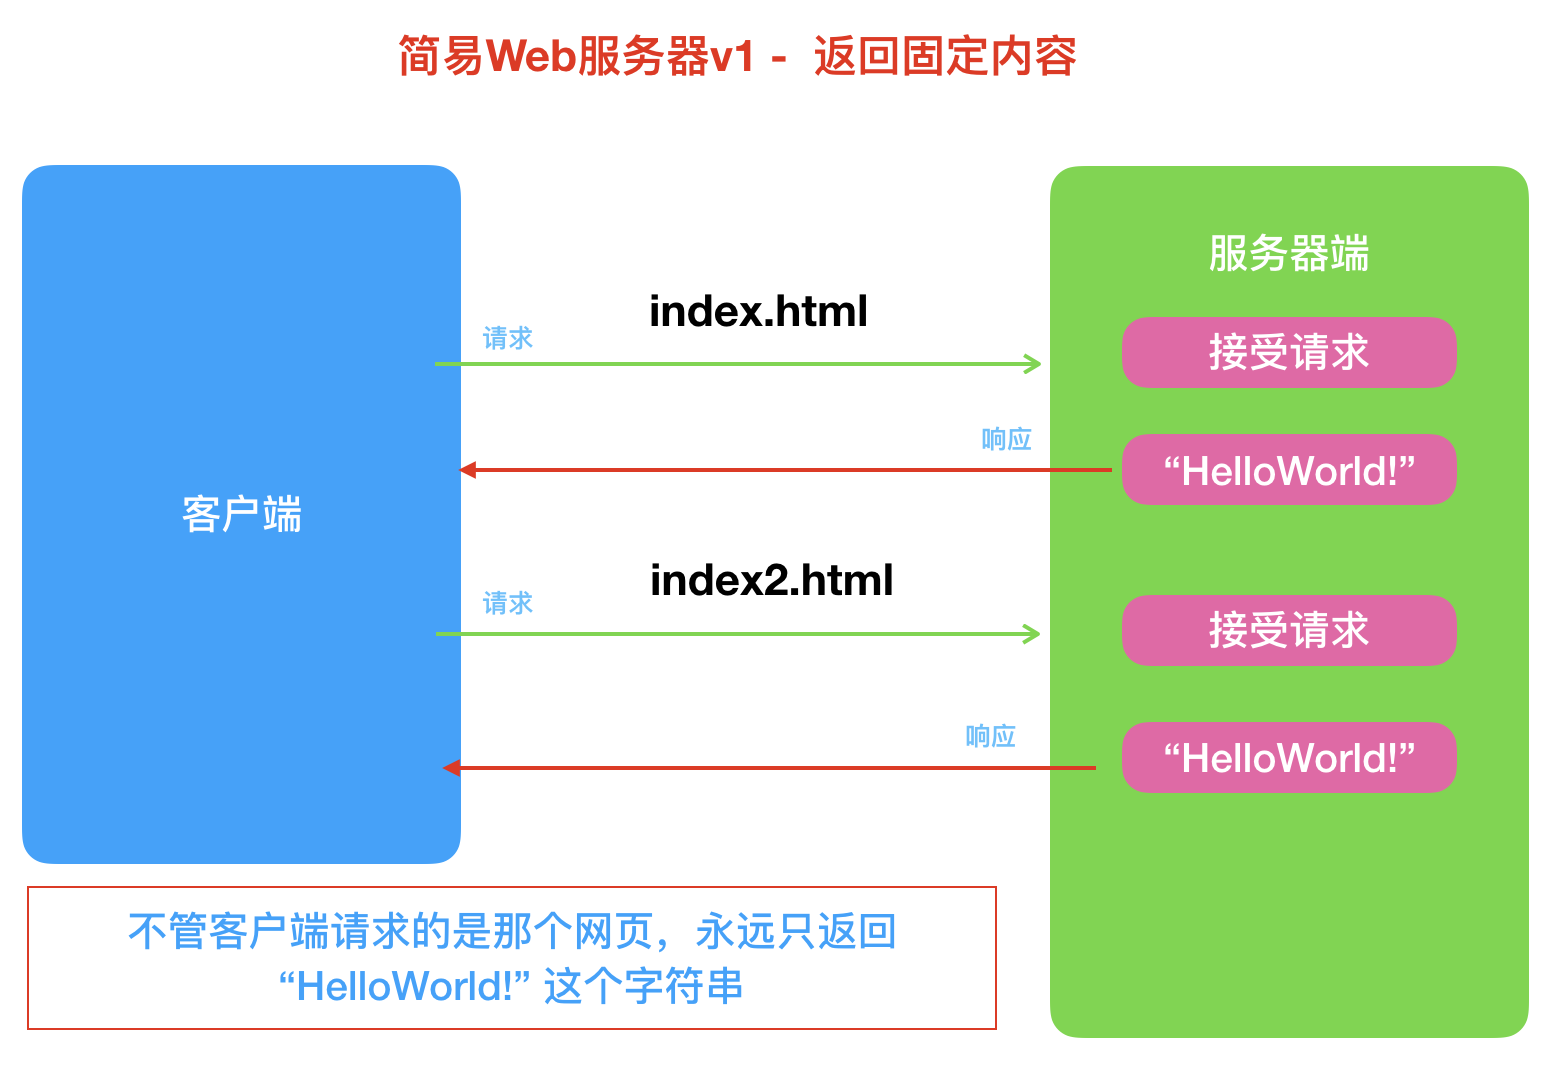 简易Web服务器v1 - 返回固定内容
服务器端
index.html
请求
接受请求
响应
“HelloWorld!”
客户端
index2.html
请求
接受请求
响应
“HelloWorld!”
不管客户端请求的是那个网页，永远只返回
“HelloWorld!” 这个字符串